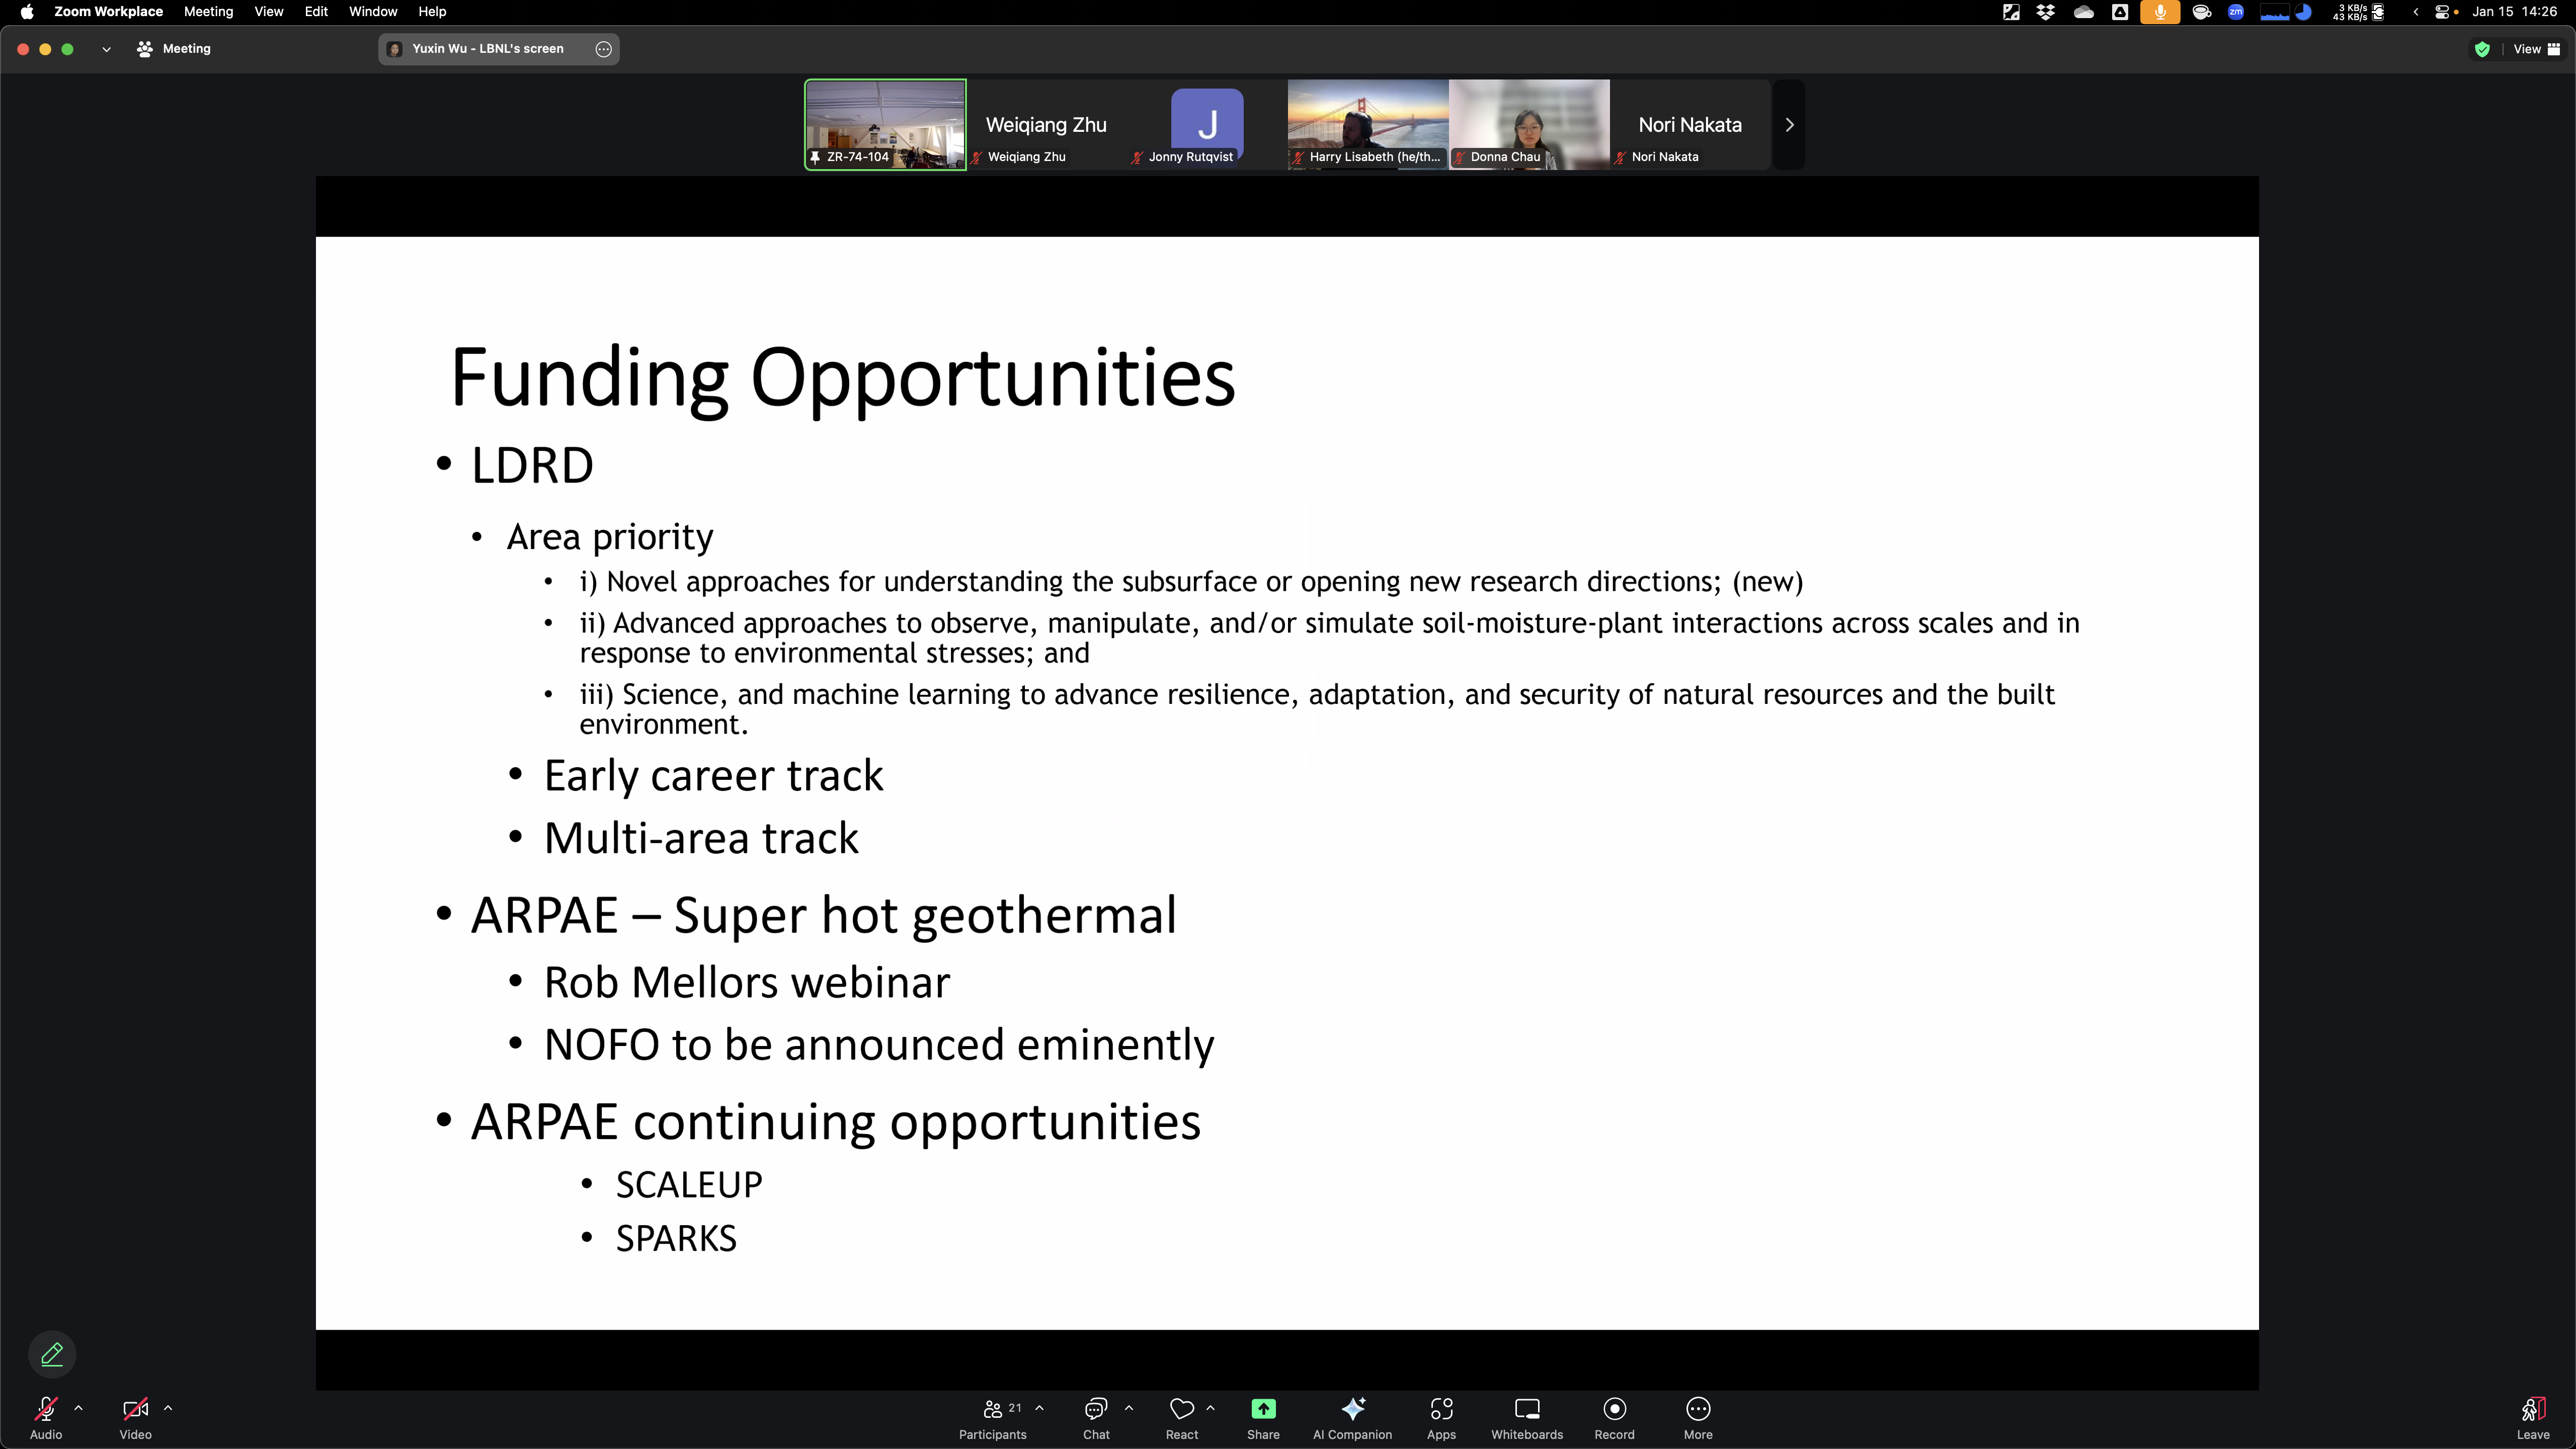 Zoom Workplace Meeting View Edit Window Help
zm
3 KB/s
43 KB/s
Jan 15 14:26
Meeting
Yuxin Wu - LBNL's screen
View
ZR-74-104
Weiqiang Zhu
Weiqiang Zhu
J
Jonny Rutqvist
Harry Lisabeth (he/th...
Donna Chau
Nori Nakata
Nori Nakata
Funding Opportunities
• LDRD
• Area priority
• i) Novel approaches for understanding the subsurface or opening new research directions; (new)
• ii) Advanced approaches to observe, manipulate, and/or simulate soil-moisture-plant interactions across scales and in
response to environmental stresses; and
• iii) Science, and machine learning to advance resilience, adaptation, and security of natural resources and the built
environment.
• Early career track
• Multi-area track
• ARPAE – Super hot geothermal
• Rob Mellors webinar
• NOFO to be announced eminently
• ARPAE continuing opportunities
• SCALEUP
• SPARKS
Audio
Video
21
Participants
Chat
React
Share
AI Companion
Apps
Whiteboards
Record
More
Leave